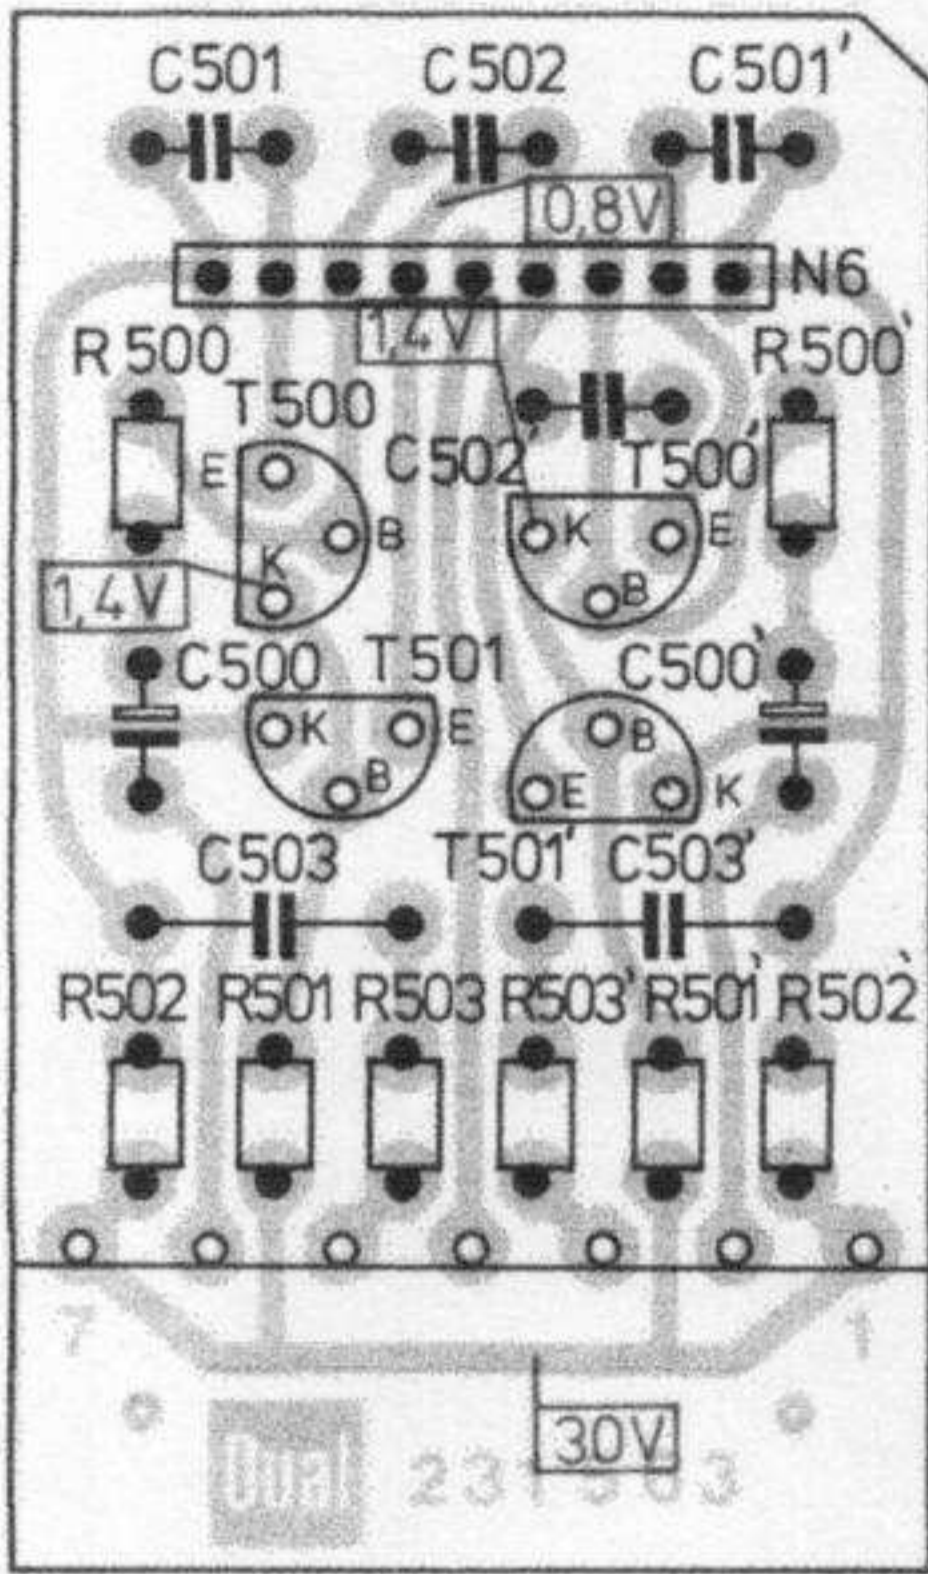 C501 C502 C501'
0,8V
N6
1,4V
R500 R500'
T500
C502' T500'
E
K E
B
K
B
1,4V
C500 T501 C500'
K E B
B E K
C503 T501' C503'
R502 R501 R503 R503' R501' R502'
7 1
30V
Dual